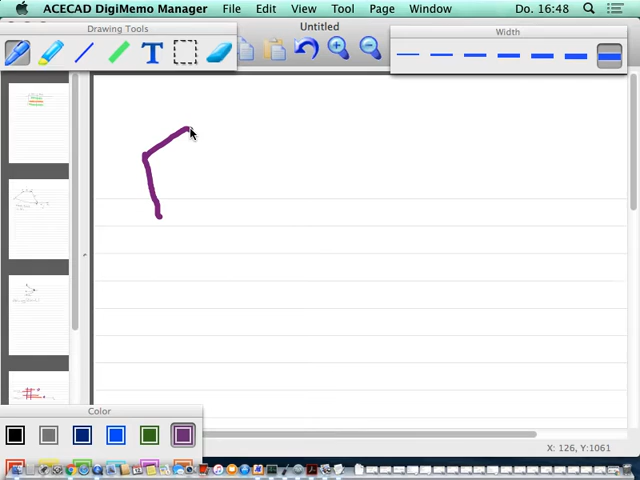 ACECAD DigiMemo Manager File Edit View Tool Page Window Do. 16:48
Drawing Tools
Untitled
Width
T
Color
X: 126, Y:1061